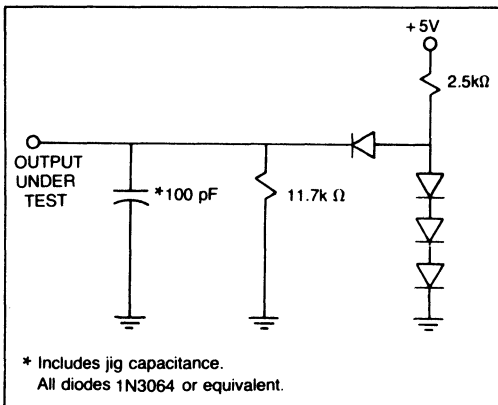 +5V
2.5kΩ
OUTPUT
UNDER
TEST
*100 pF
11.7k Ω
* Includes jig capacitance.
All diodes 1N3064 or equivalent.